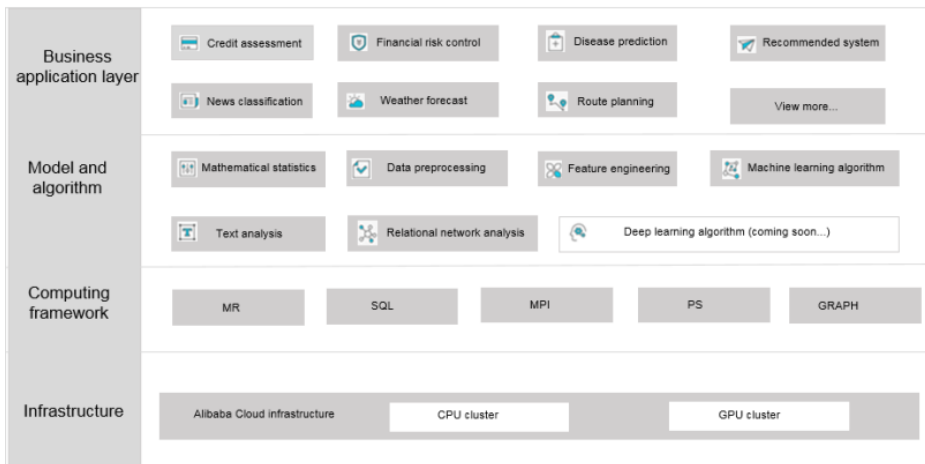 Business
application layer
Credit assessment
Financial risk control
Disease prediction
Recommended system
News classification
Weather forecast
Route planning
View more...
Model and
algorithm
Mathematical statistics
Data preprocessing
Feature engineering
Machine learning algorithm
Text analysis
Relational network analysis
Deep learning algorithm (coming soon...)
Computing
framework
MR
SQL
MPI
PS
GRAPH
Infrastructure
Alibaba Cloud infrastructure
CPU cluster
GPU cluster